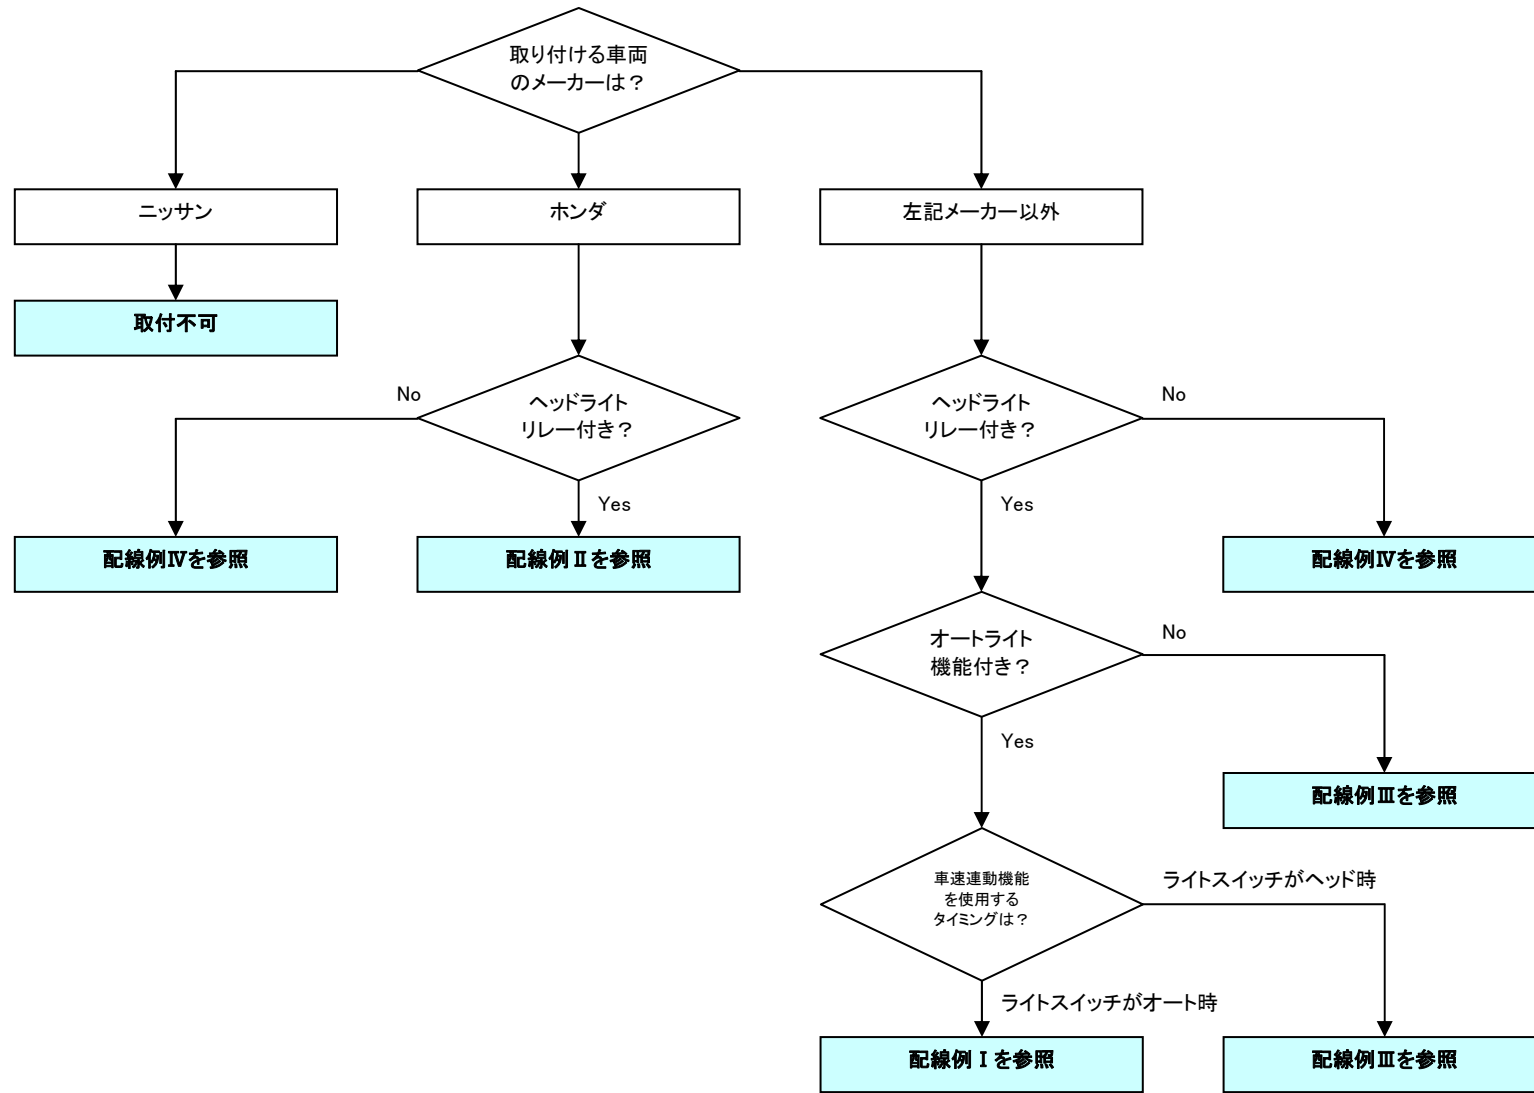 取り付ける車両
のメーカーは？
ニッサン
ホンダ
左記メーカー以外
取付不可
No
ヘッドライト
リレー付き？
Yes
ヘッドライト
リレー付き？
No
Yes
配線例Ⅳを参照
配線例Ⅱを参照
配線例Ⅳを参照
オートライト
機能付き？
No
Yes
配線例Ⅲを参照
車速連動機能
を使用する
タイミングは？
ライトスイッチがヘッド時
ライトスイッチがオート時
配線例Ⅰを参照
配線例Ⅲを参照